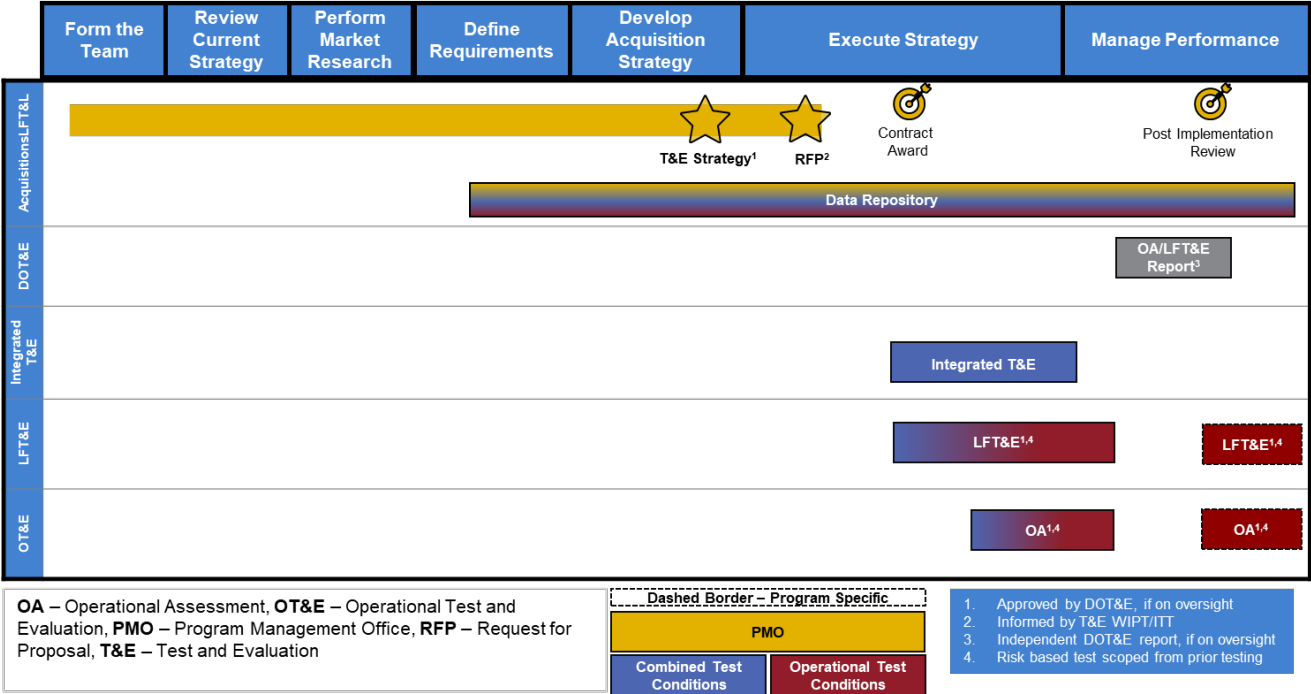 Form the
Team
Review
Current
Strategy
Perform
Market
Research
Define
Requirements
Develop
Acquisition
Strategy
Execute Strategy
Manage Performance
AcquisitionsLFT&L
T&E Strategy1
RFP2
Contract
Award
Post Implementation
Review
Data Repository
DOT&E
OA/LFT&E
Report3
Integrated
T&E
Integrated T&E
LFT&E
LFT&E1,4
LFT&E1,4
OT&E
OA1,4
OA1,4
OA – Operational Assessment, OT&E – Operational Test and
Evaluation, PMO – Program Management Office, RFP – Request for
Proposal, T&E – Test and Evaluation
Dashed Border – Program Specific
PMO
Combined Test
Conditions
Operational Test
Conditions
1. Approved by DOT&E, if on oversight
2. Informed by T&E WIPT/ITT
3. Independent DOT&E report, if on oversight
4. Risk based test scoped from prior testing